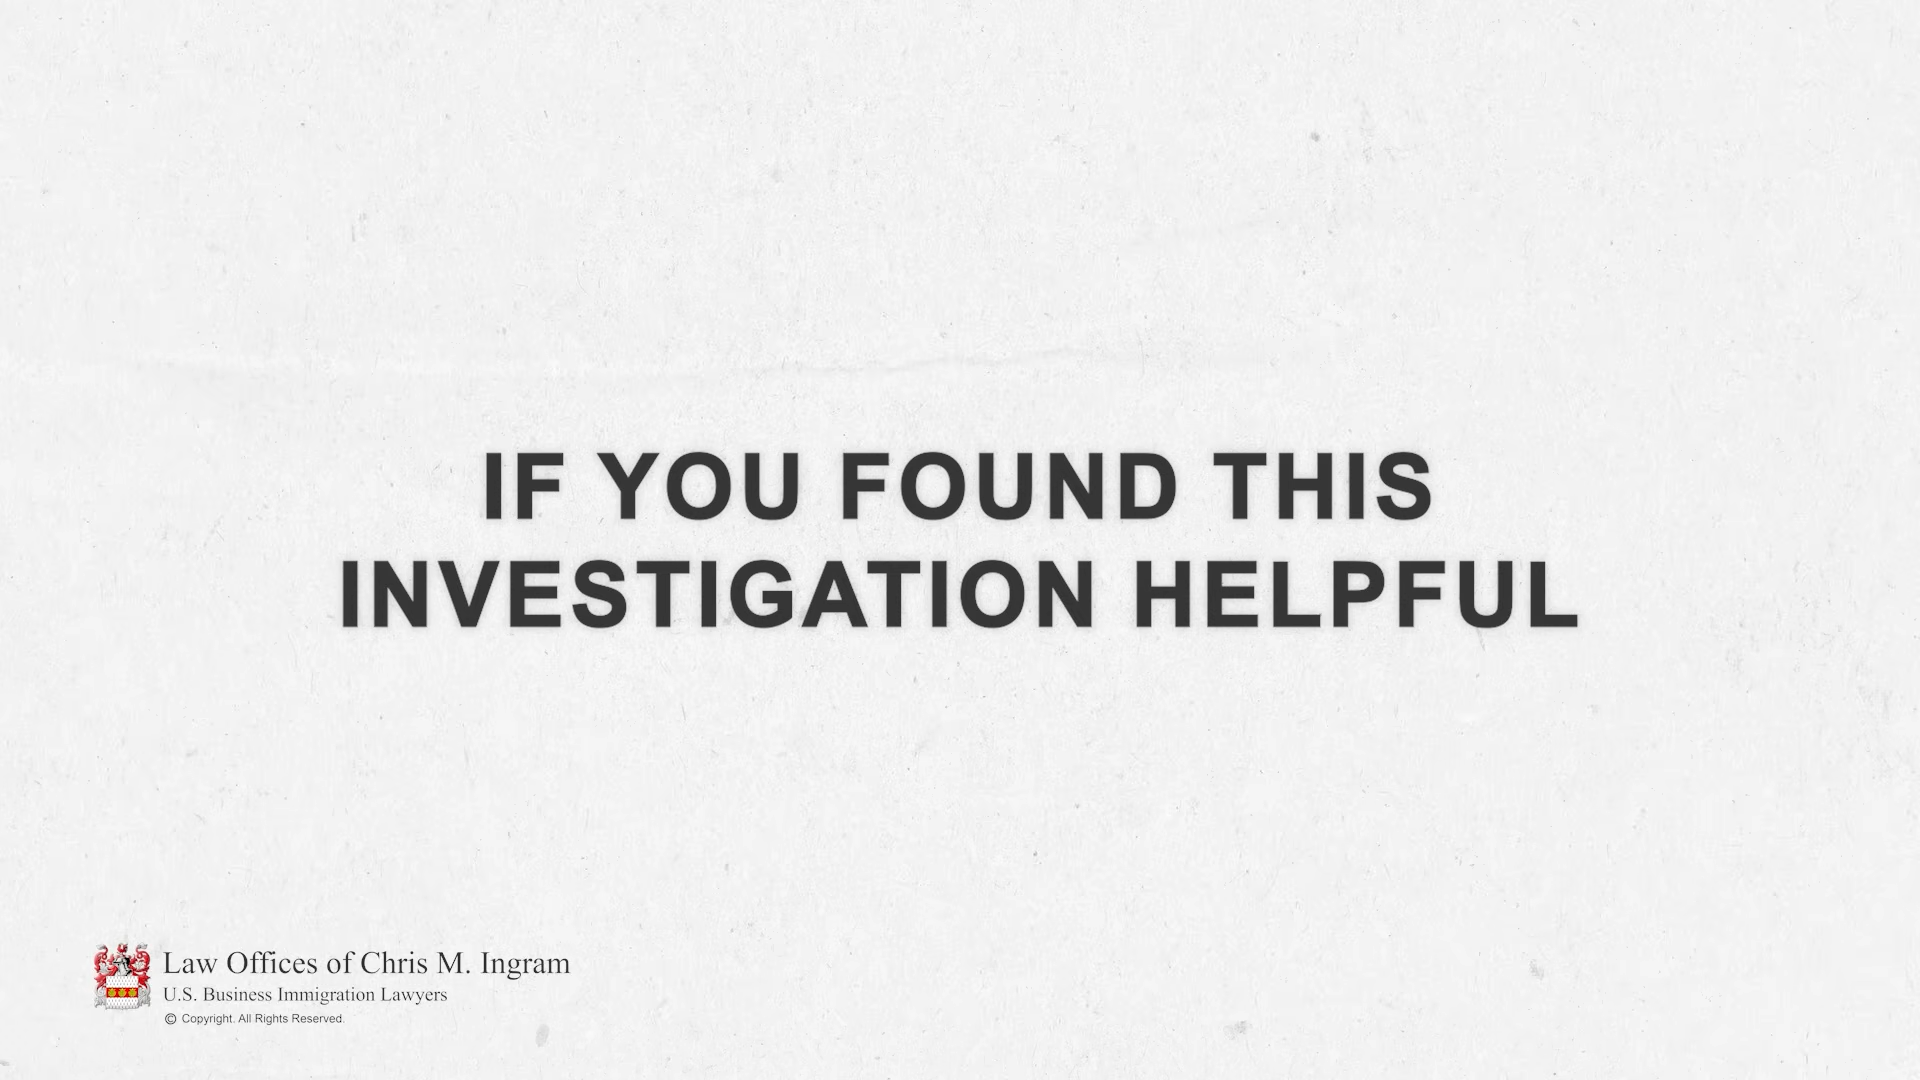 IF YOU FOUND THIS
INVESTIGATION HELPFUL
Law Offices of Chris M. Ingram
U.S. Business Immigration Lawyers
© Copyright. All Rights Reserved.